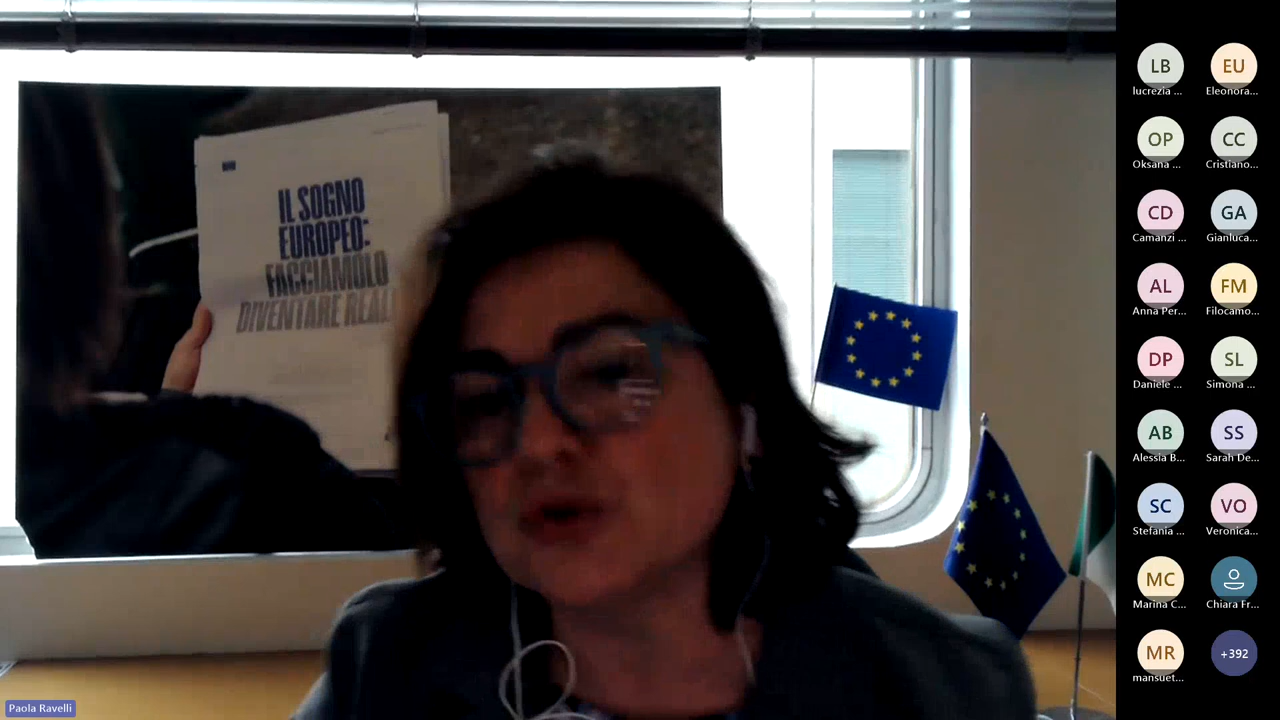 IL SOGNO
EUROPEO:
FACCIAMOLO
DIVENTARE REAL
LB
lucrezia ...
EU
Eleonora...
OP
Oksana ...
CC
Cristiano...
CD
Camanzi ...
GA
Gianluca...
AL
Anna Per...
FM
Filocamo...
DP
Daniele ...
SL
Simona ...
AB
Alessia B...
SS
Sarah De...
SC
Stefania ...
VO
Veronica...
MC
Marina C...
Chiara Fr...
MR
mansuet...
+392
Paola Ravelli